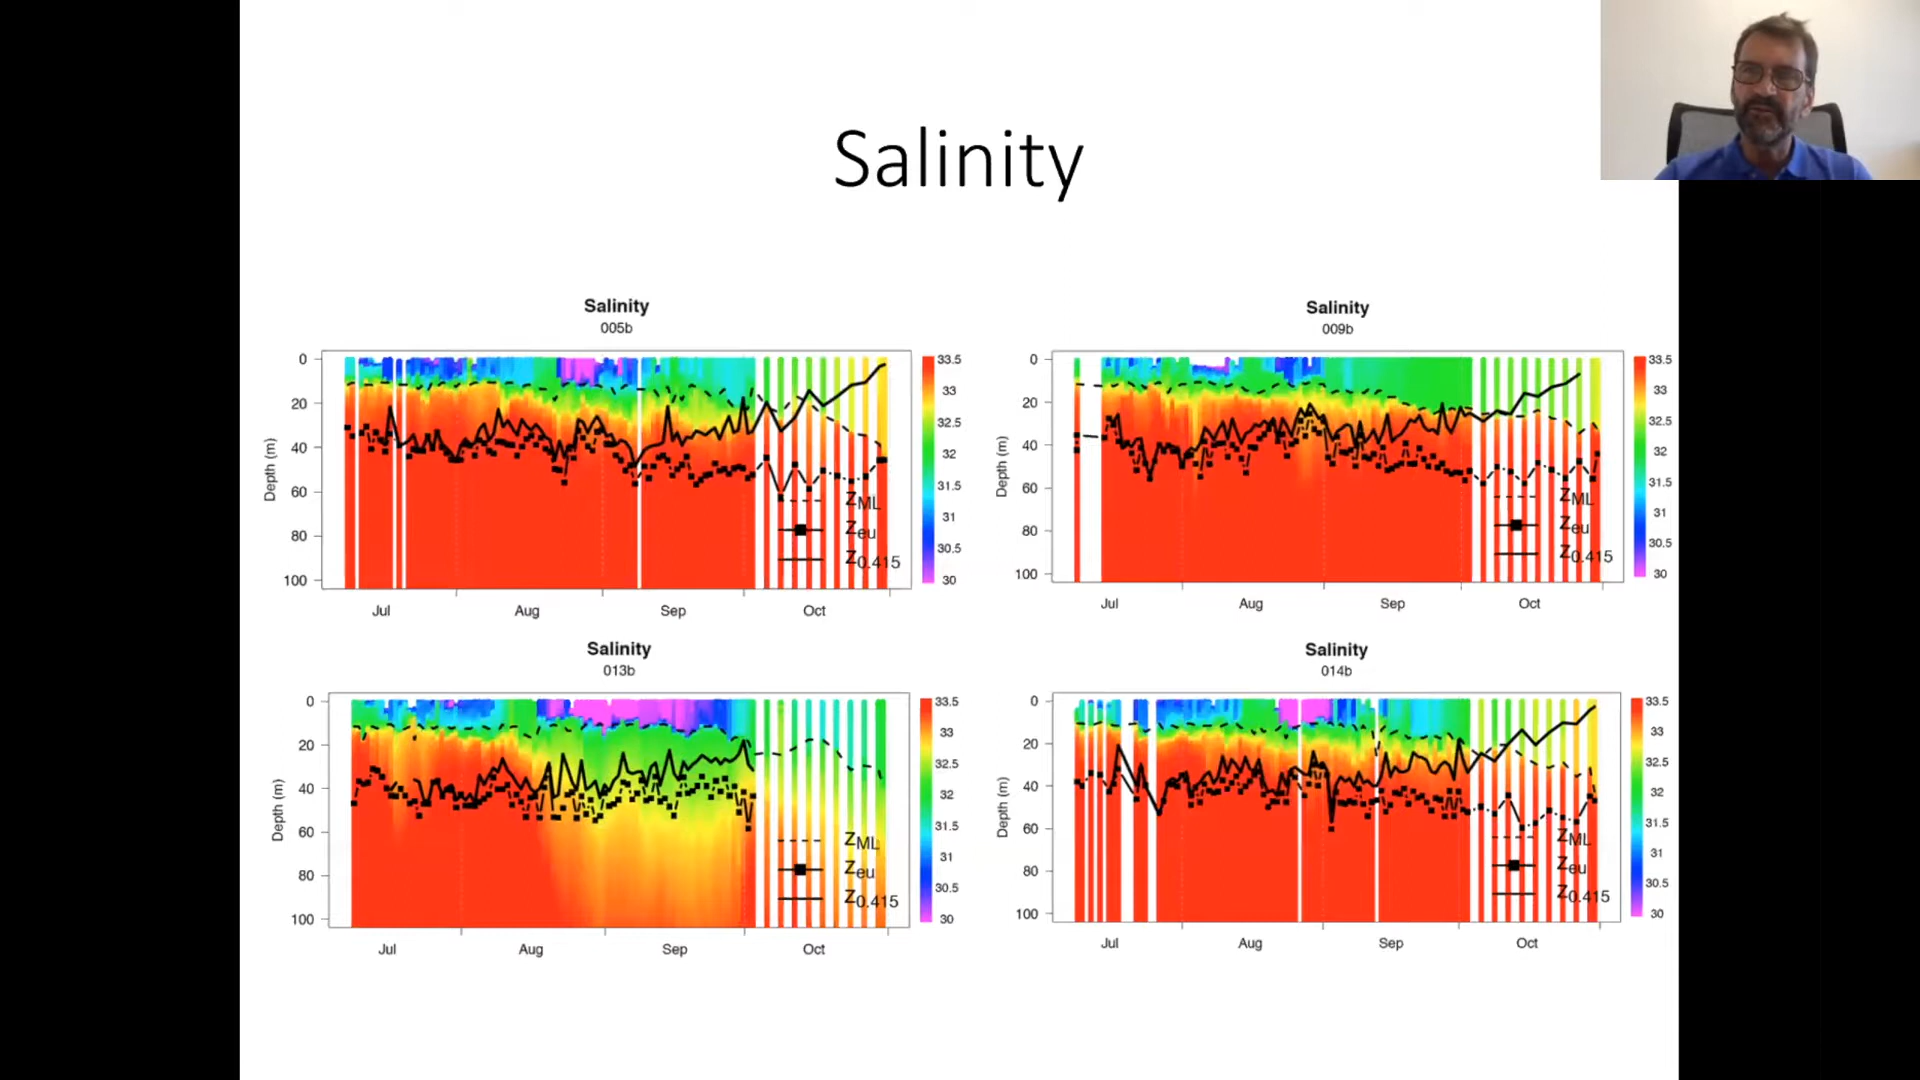 Salinity
Salinity
005b
Depth (m)
0
20
40
60
80
100
Jul
Aug
Sep
Oct
Z_ML
Z_eu
Z_0.415
33.5
33
32.5
32
31.5
31
30.5
30
Salinity
009b
Depth (m)
0
20
40
60
80
100
Jul
Aug
Sep
Oct
Z_ML
Z_eu
Z_0.415
33.5
33
32.5
32
31.5
31
30.5
30
Salinity
013b
Depth (m)
0
20
40
60
80
100
Jul
Aug
Sep
Oct
Z_ML
Z_eu
Z_0.415
33.5
33
32.5
32
31.5
31
30.5
30
Salinity
014b
Depth (m)
0
20
40
60
80
100
Jul
Aug
Sep
Oct
Z_ML
Z_eu
Z_0.415
33.5
33
32.5
32
31.5
31
30.5
30